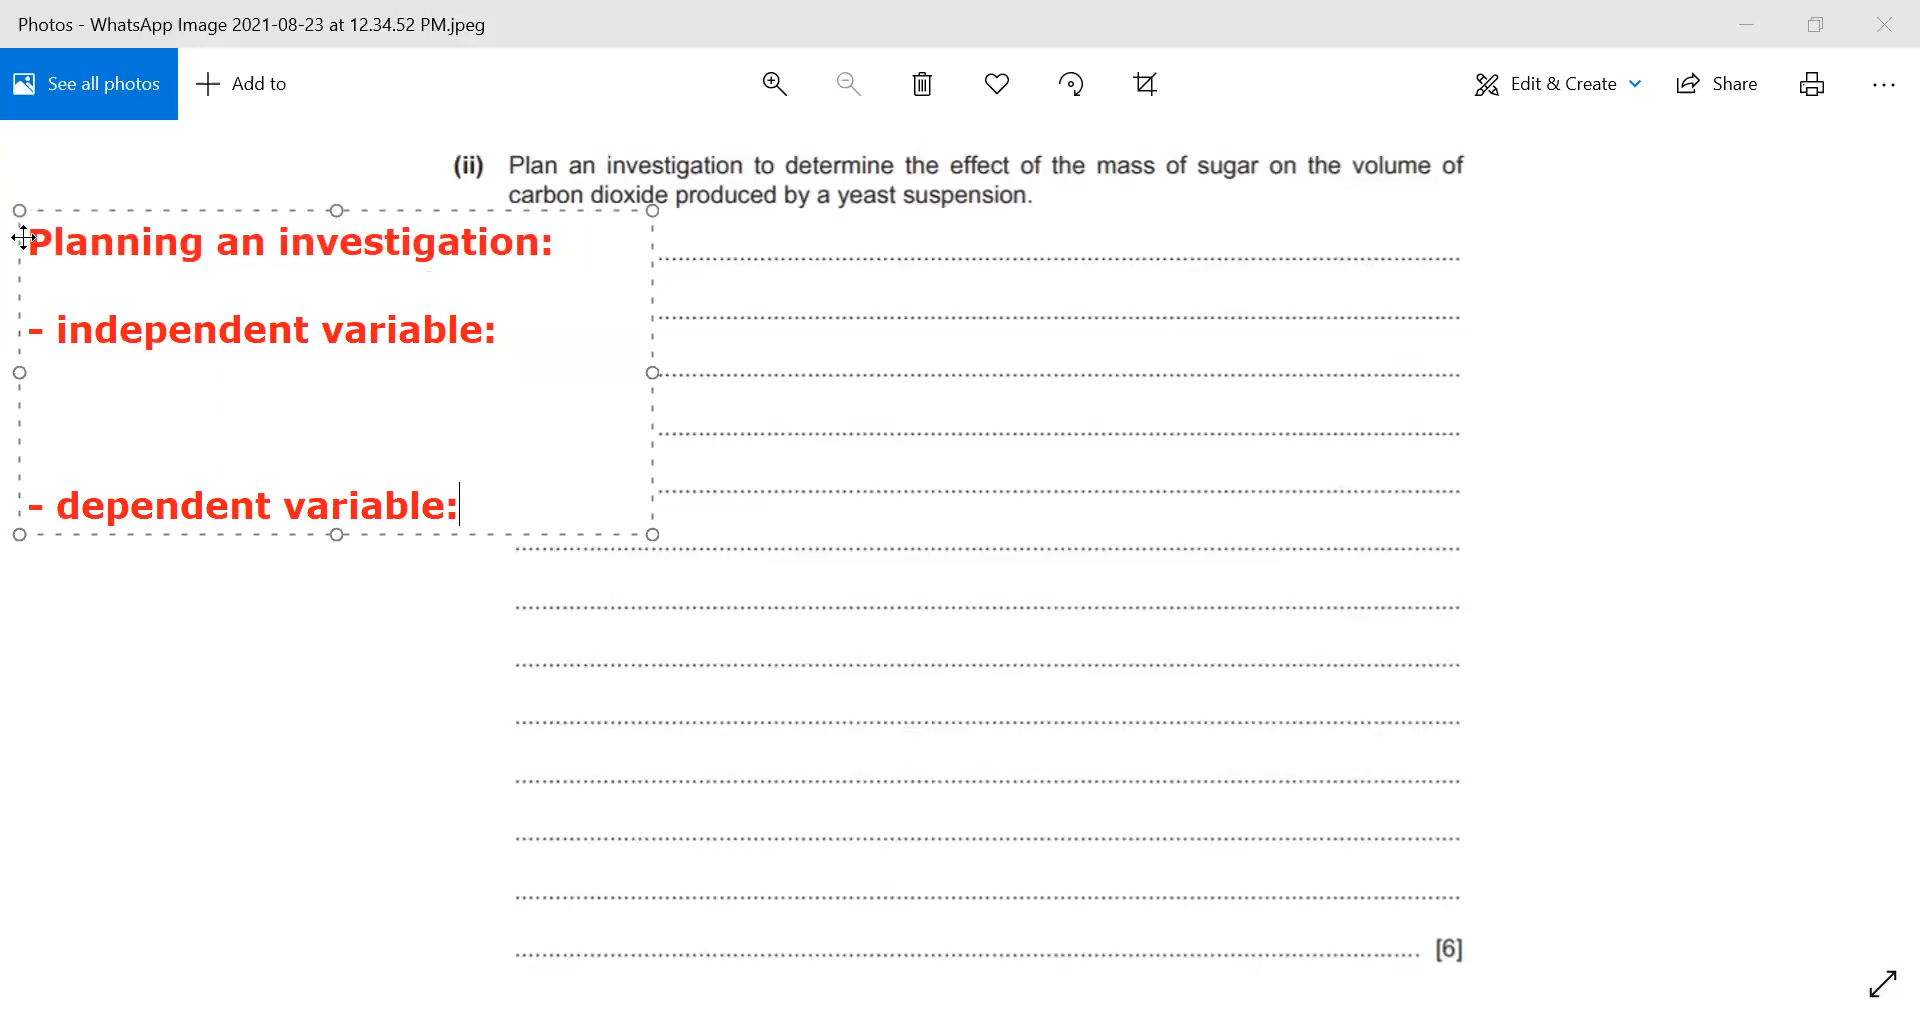 Photos - WhatsApp Image 2021-08-23 at 12.34.52 PM.jpeg
See all photos
Add to
Edit & Create
Share
(ii) Plan an investigation to determine the effect of the mass of sugar on the volume of
carbon dioxide produced by a yeast suspension.
Planning an investigation:
- independent variable:
- dependent variable:
[6]